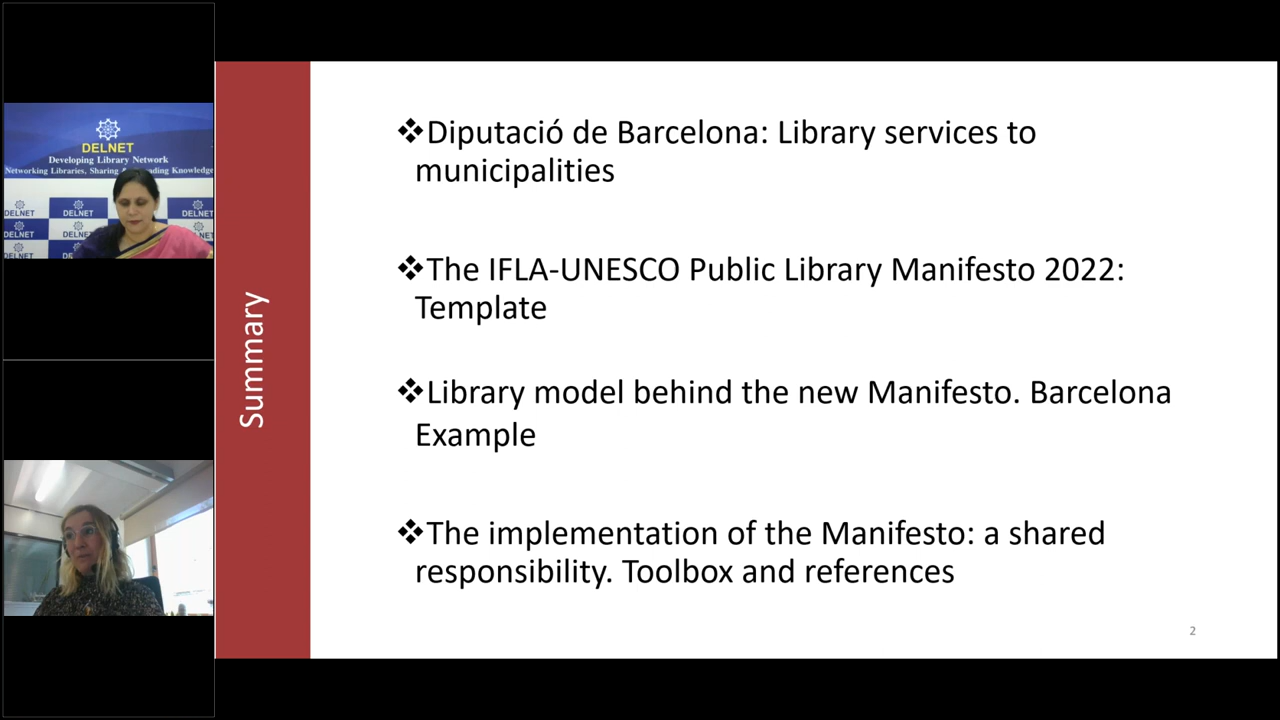 DELNET
Developing Library Network
Networking Libraries, Sharing
Knowledge
DELNET
DELNET
DELNET
DELNET
DELNET
DELNET
Summary
❖Diputació de Barcelona: Library services to
municipalities
❖The IFLA-UNESCO Public Library Manifesto 2022:
Template
❖Library model behind the new Manifesto. Barcelona
Example
❖The implementation of the Manifesto: a shared
responsibility. Toolbox and references
2